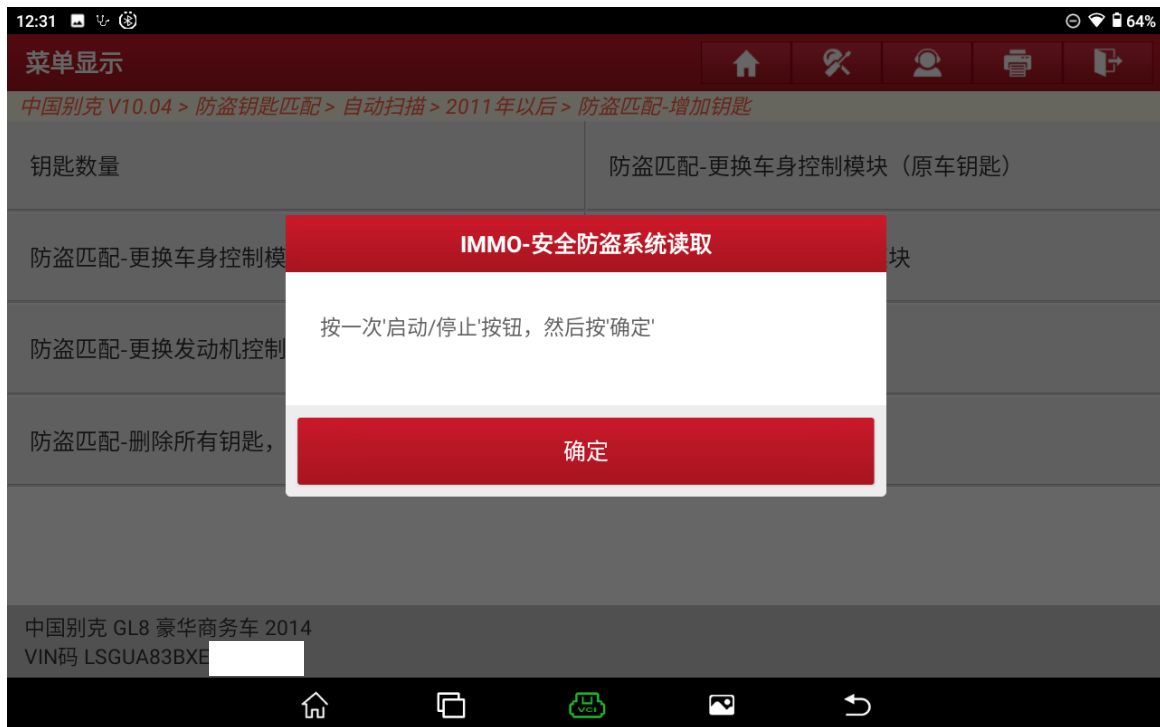 12:31
64%
菜单显示
中国别克 V10.04 > 防盗钥匙匹配 > 自动扫描 > 2011年以后 > 防盗匹配-增加钥匙
钥匙数量
防盗匹配-更换车身控制模块（原车钥匙）
防盗匹配-更换车身控制模
块
防盗匹配-更换发动机控制
防盗匹配-删除所有钥匙，
IMMO-安全防盗系统读取
按一次'启动/停止'按钮，然后按'确定'
确定
中国别克 GL8 豪华商务车 2014
VIN码 LSGUA83BXE
VCI